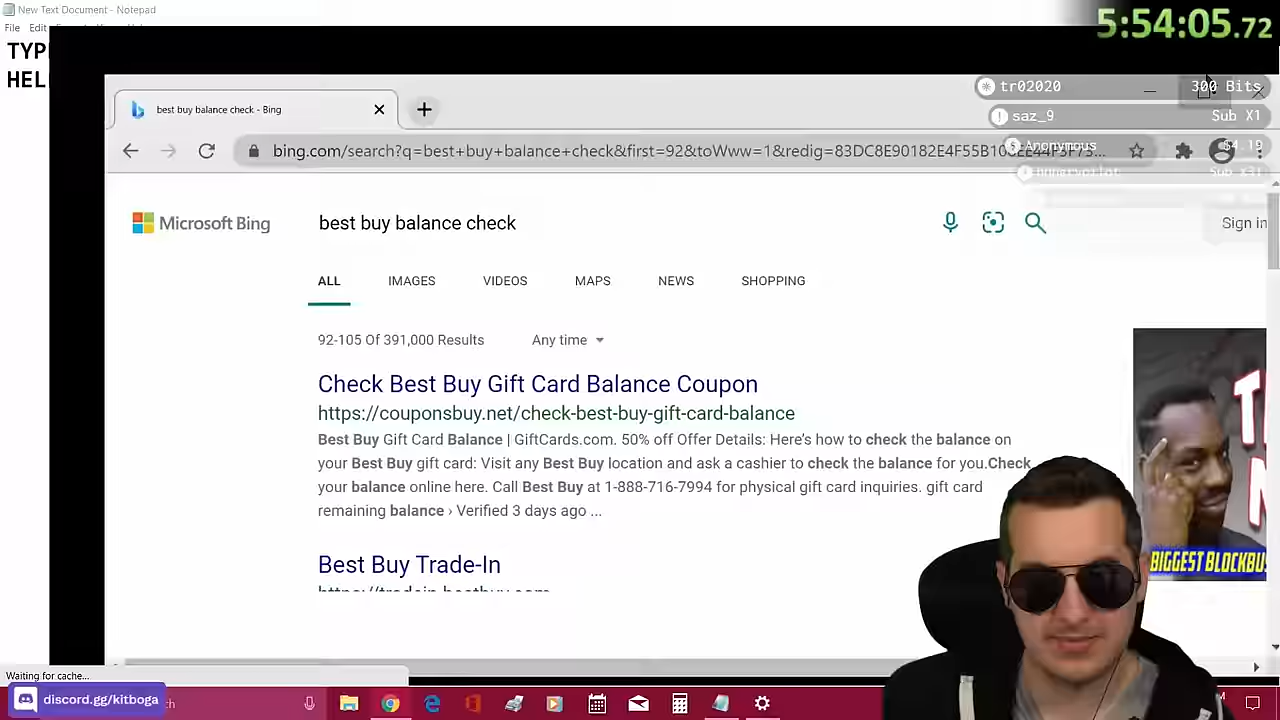 New Text Document - Notepad
5:54:05.72
File Edit
TYP
HEL
tr02020 300 Bits
best buy balance check - Bing
saz_9 Sub X1
Anonymous $4.19
bing.com/search?q=best+buy+balance+check&first=92&toWww=1&redig=83DC8E90182E4F55B10
Microsoft Bing
best buy balance check
Sign in
ALL IMAGES VIDEOS MAPS NEWS SHOPPING
92-105 Of 391,000 Results Any time
Check Best Buy Gift Card Balance Coupon
https://couponsbuy.net/check-best-buy-gift-card-balance
Best Buy Gift Card Balance | GiftCards.com. 50% off Offer Details: Here’s how to check the balance on
your Best Buy gift card: Visit any Best Buy location and ask a cashier to check the balance for you.Check
your balance online here. Call Best Buy at 1-888-716-7994 for physical gift card inquiries. gift card
remaining balance › Verified 3 days ago ...
BIGGEST BLOCKBU
Best Buy Trade-In
https://tradein.bestbuy.com
Waiting for cache...
discord.gg/kitboga